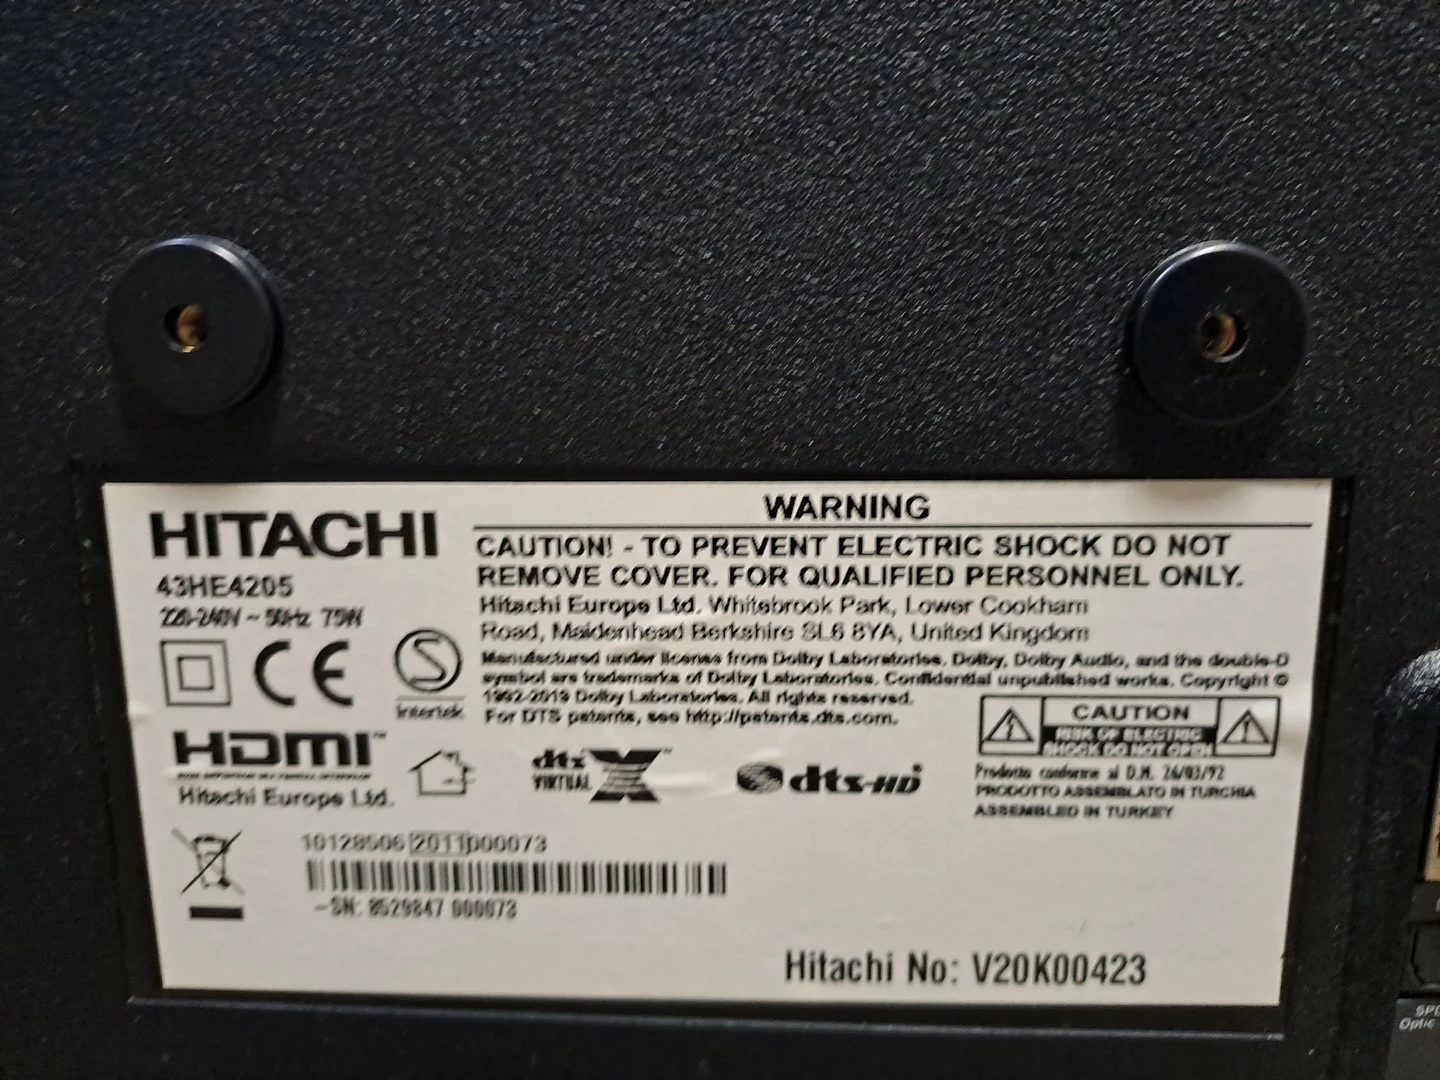 HITACHI
43HE4205
220-240V ~ 50Hz 75W
Intertek
HDMI™
Hitachi Europe Ltd.
WARNING
CAUTION! - TO PREVENT ELECTRIC SHOCK DO NOT
REMOVE COVER. FOR QUALIFIED PERSONNEL ONLY.
Hitachi Europe Ltd. Whitebrook Park, Lower Cookham
Road, Maidenhead Berkshire SL6 8YA, United Kingdom
Manufactured under license from Dolby Laboratories. Dolby, Dolby Audio, and the double-D
symbol are trademarks of Dolby Laboratories. Confidential unpublished works. Copyright ©
1992-2019 Dolby Laboratories. All rights reserved.
For DTS patents, see http://patents.dts.com.
CAUTION
RISK OF ELECTRIC
SHOCK DO NOT OPEN
dts VIRTUAL X™
dts-HD
Prodotto conforme al D.M. 26/03/92
PRODOTTO ASSEMBLATO IN TURCHIA
ASSEMBLED IN TURKEY
10128506 2011000073
-SN: 8529847 000073
Hitachi No: V20K00423
Optic